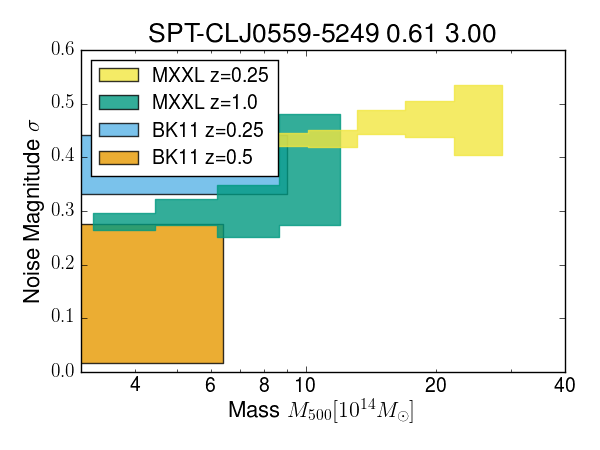 SPT-CLJ0559-5249 0.61 3.00
0.6
0.5
0.4
0.3
0.2
0.1
0.0
Noise Magnitude σ
MXXL z=0.25
MXXL z=1.0
BK11 z=0.25
BK11 z=0.5
4 6 8 10 20 40
Mass M₅₀₀[10¹⁴M⊙]